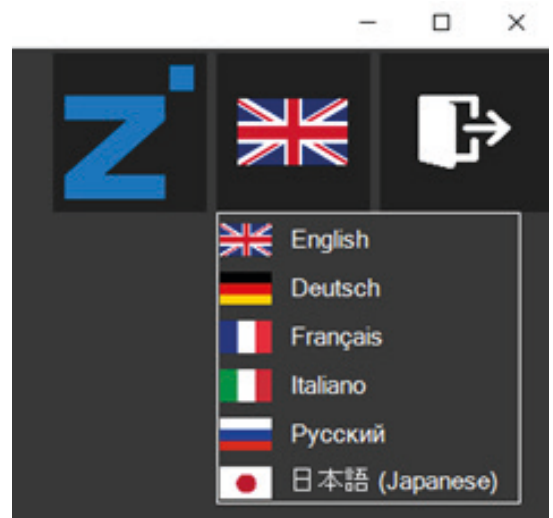 Z
English
Deutsch
Français
Italiano
Русский
日本語 (Japanese)